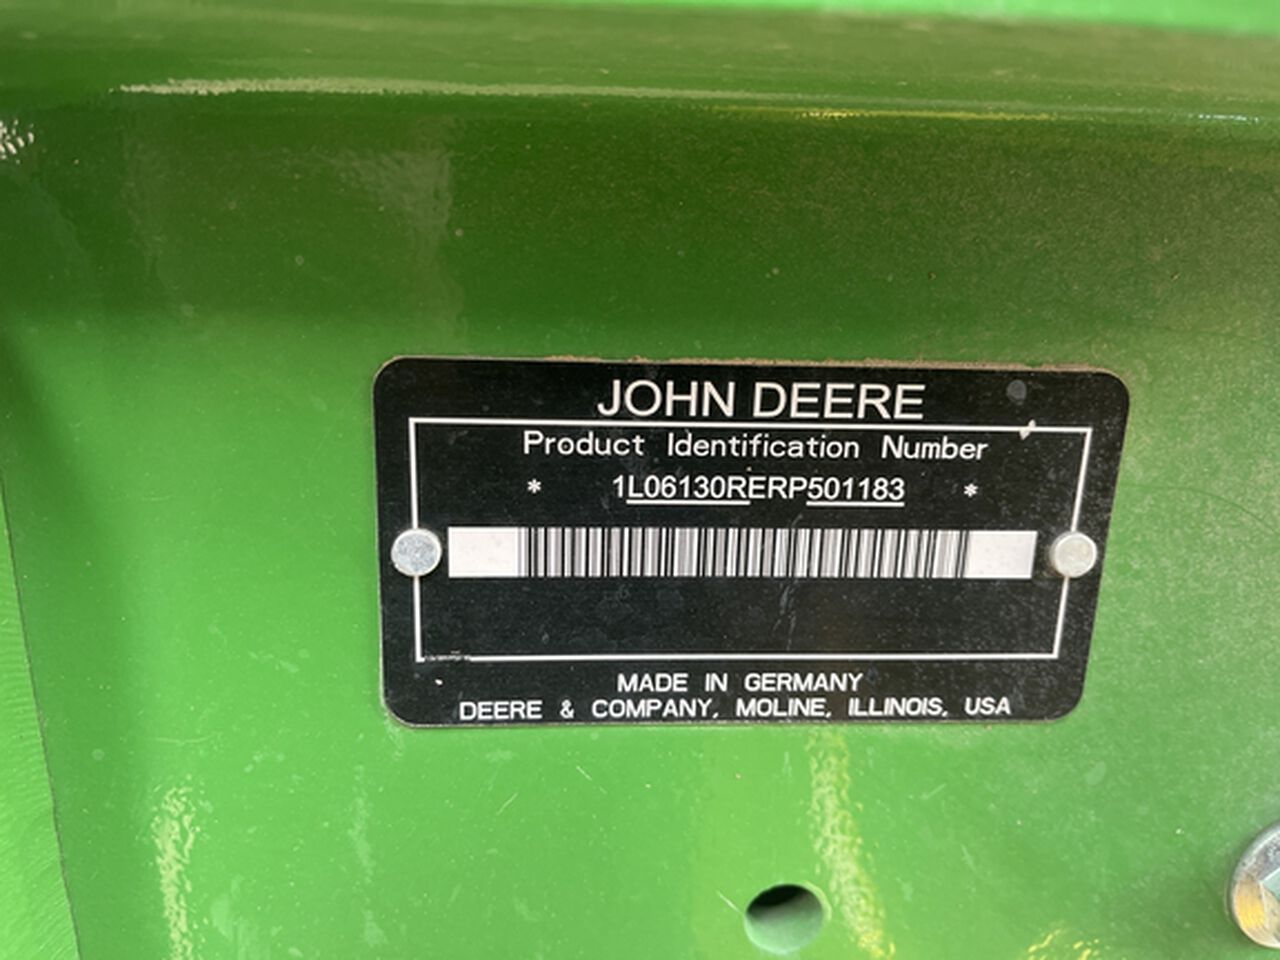 JOHN DEERE
Product Identification Number
* 1L06130RERP501183 *
MADE IN GERMANY
DEERE & COMPANY, MOLINE, ILLINOIS, USA